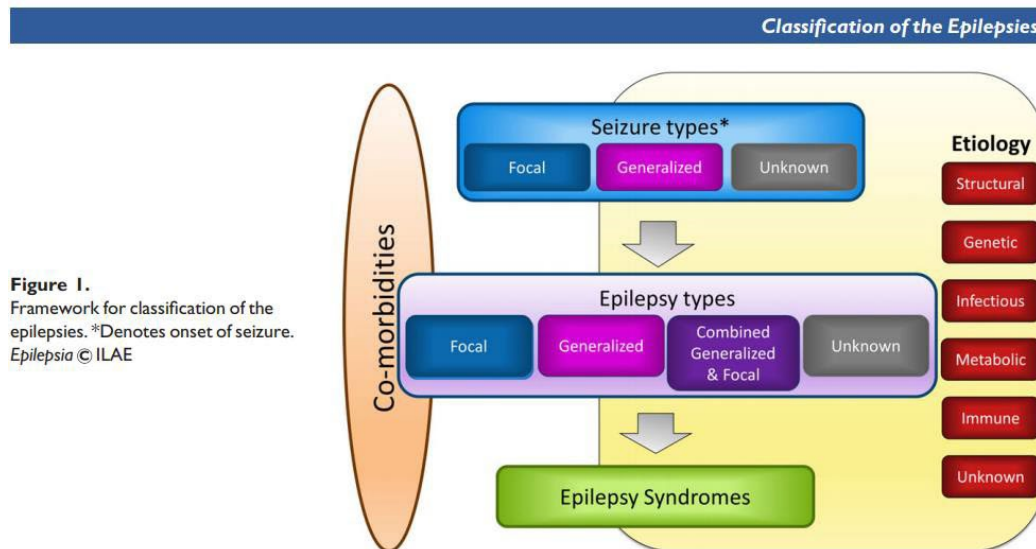 Classification of the Epilepsies
Seizure types*
Focal
Generalized
Unknown
Etiology
Structural
Genetic
Infectious
Metabolic
Immune
Unknown
Co-morbidities
Figure 1.
Framework for classification of the
epilepsies. *Denotes onset of seizure.
Epilepsia © ILAE
Epilepsy types
Focal
Generalized
Combined
Generalized
& Focal
Unknown
Epilepsy Syndromes